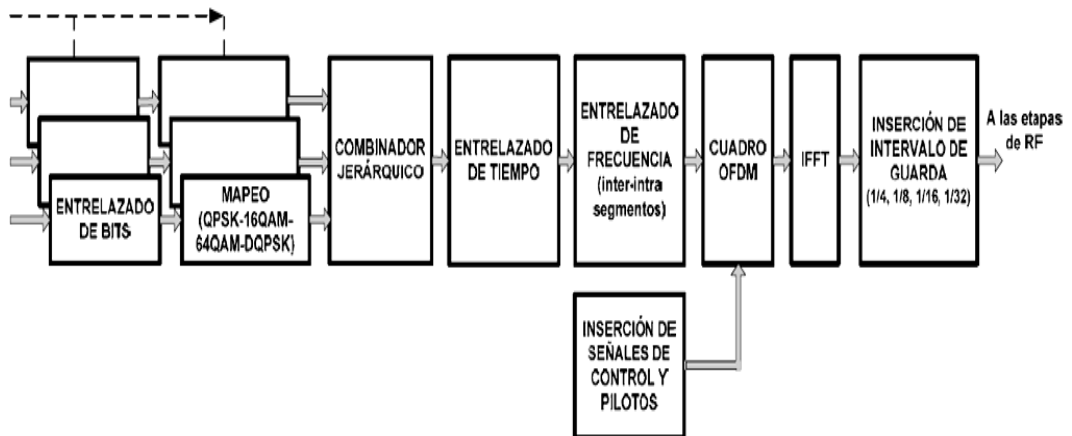 ENTRELAZADO
DE BITS
MAPEO
(QPSK-16QAM-
64QAM-DQPSK)
COMBINADOR
JERÁRQUICO
ENTRELAZADO
DE TIEMPO
ENTRELAZADO
DE
FRECUENCIA
(inter-intra
segmentos)
CUADRO
OFDM
IFFT
INSERCIÓN DE
INTERVALO DE
GUARDA
(1/4, 1/8, 1/16, 1/32)
A las etapas
de RF
INSERCIÓN DE
SEÑALES DE
CONTROL Y
PILOTOS